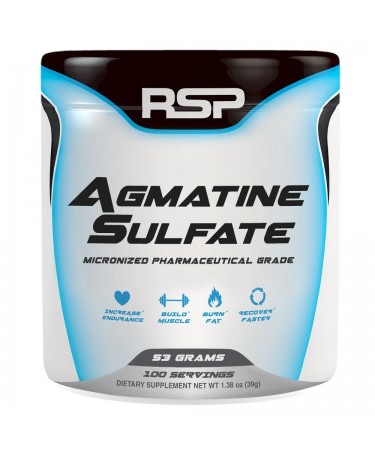 RSP
AGMATINE
SULFATE
MICRONIZED PHARMACEUTICAL GRADE
INCREASE* BUILD* BURN* RECOVER*
ENDURANCE MUSCLE FAT FASTER
53 GRAMS
100 SERVINGS
DIETARY SUPPLEMENT NET WT 1.38 oz (39g)